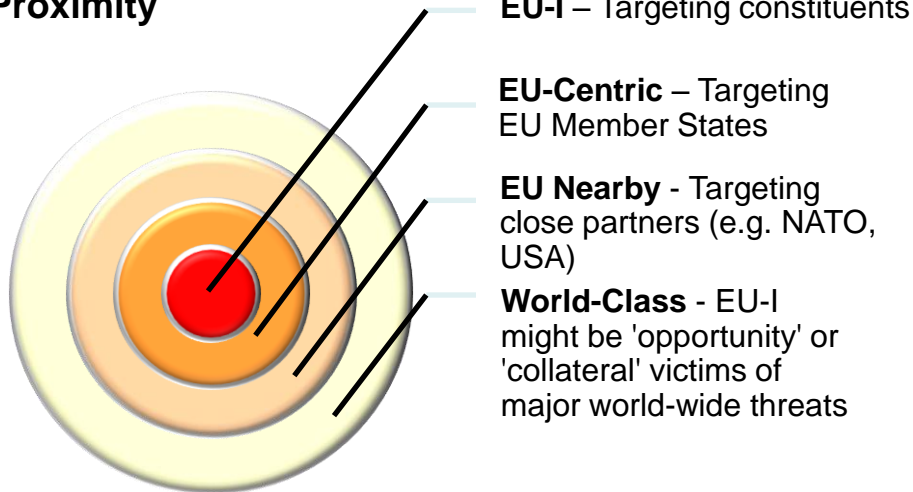 Proximity
EU-I – Targeting constituents
EU-Centric – Targeting
EU Member States
EU Nearby - Targeting
close partners (e.g. NATO,
USA)
World-Class - EU-I
might be 'opportunity' or
'collateral' victims of
major world-wide threats